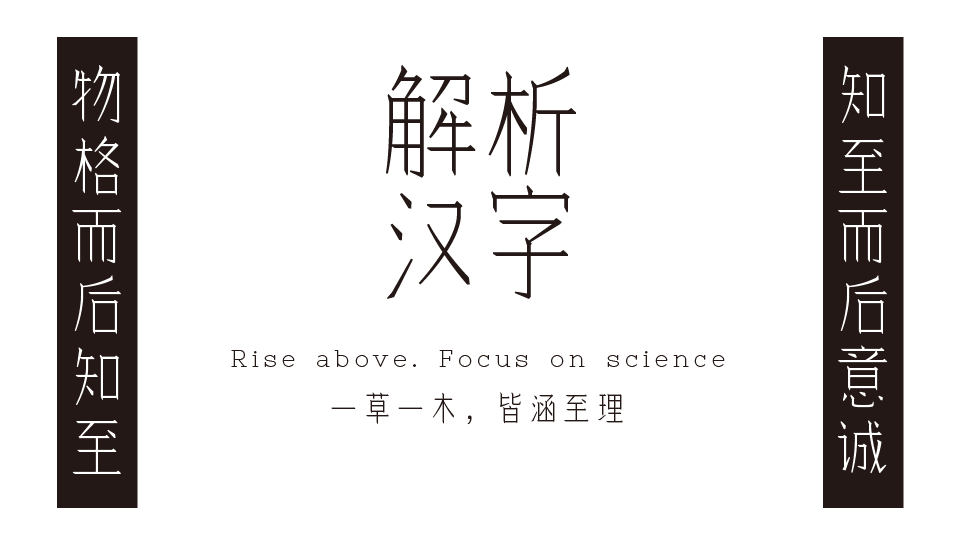 物格而后知至
解析
汉字
Rise above. Focus on science
一草一木，皆涵至理
知至而后意诚